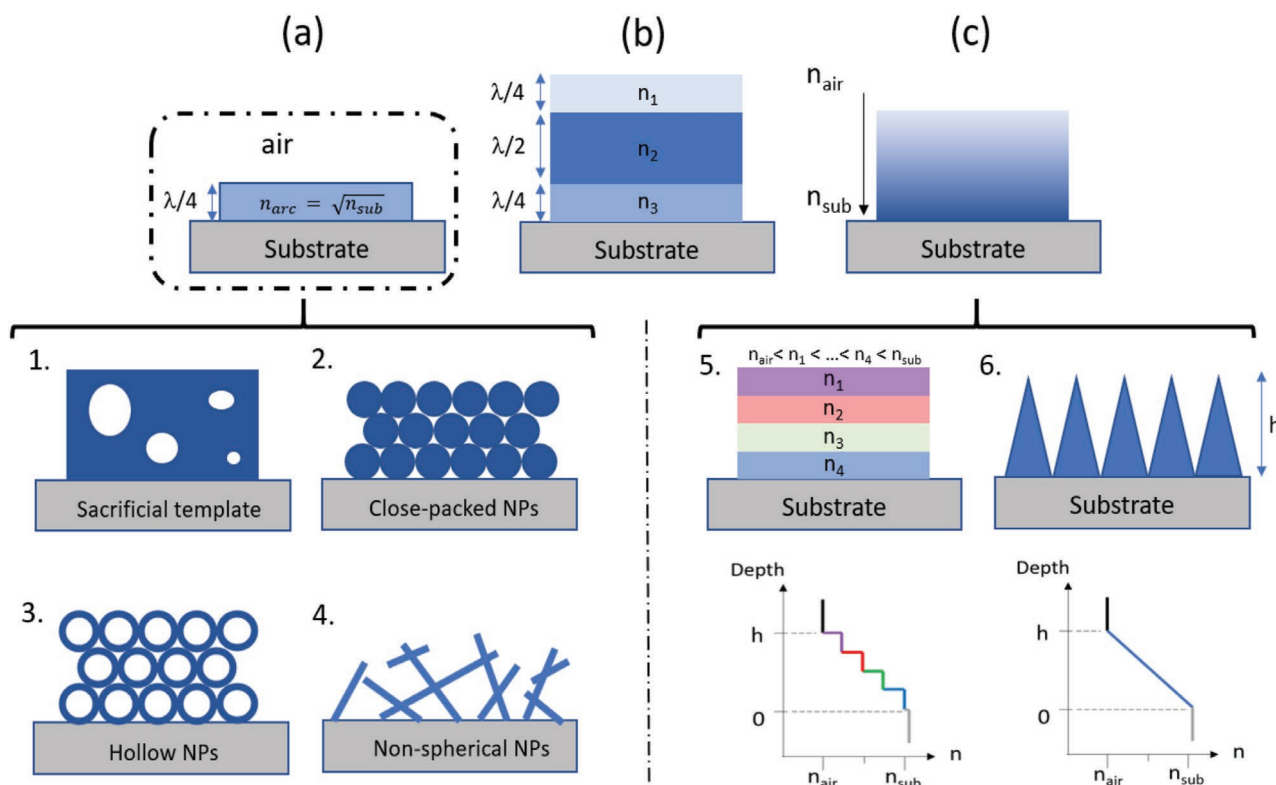 (a)
air
λ/4
n_arc = √n_sub
Substrate
(b)
λ/4
n₁
λ/2
n₂
λ/4
n₃
Substrate
(c)
n_air
n_sub
Substrate
1.
Sacrificial template
2.
Close-packed NPs
3.
Hollow NPs
4.
Non-spherical NPs
5.
n_air < n₁ < ...< n₄ < n_sub
n₁
n₂
n₃
n₄
Substrate
6.
h
Substrate
Depth
h
0
n
n_air
n_sub
Depth
h
0
n
n_air
n_sub